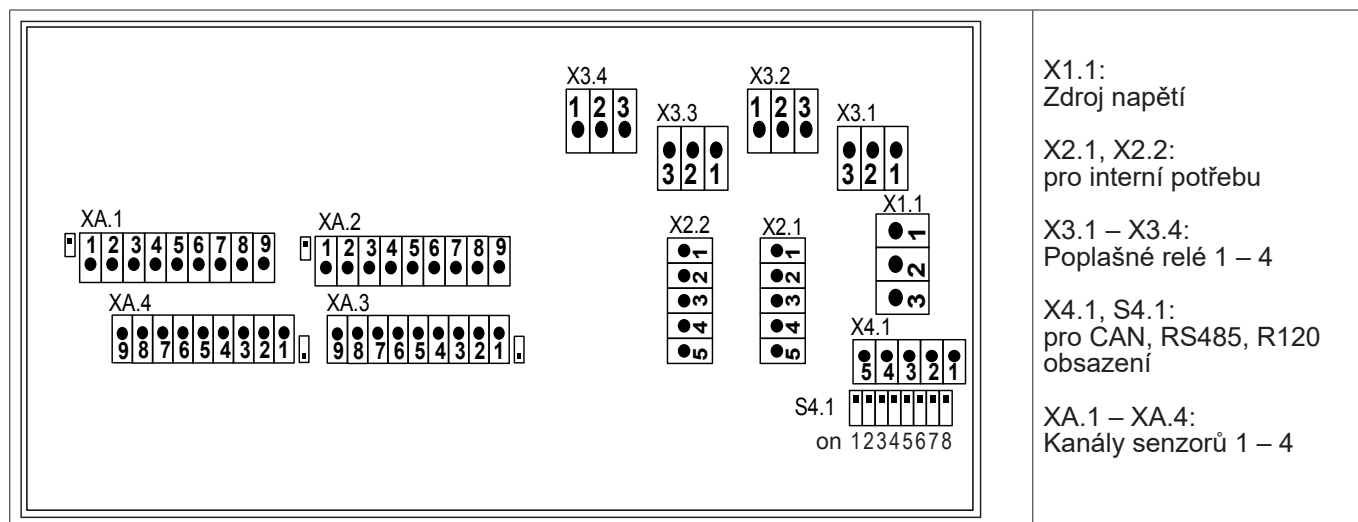 X3.4
1 2 3
X3.3
3 2 1
X3.2
1 2 3
X3.1
3 2 1
XA.1
1 2 3 4 5 6 7 8 9
XA.2
1 2 3 4 5 6 7 8 9
XA.4
9 8 7 6 5 4 3 2 1
XA.3
9 8 7 6 5 4 3 2 1
X2.2
1
2
3
4
5
X2.1
1
2
3
4
5
X1.1
1
2
3
X4.1
5 4 3 2 1
S4.1
on 12345678
X1.1:
Zdroj napětí
X2.1, X2.2:
pro interní potřebu
X3.1 – X3.4:
Poplašné relé 1 – 4
X4.1, S4.1:
pro CAN, RS485, R120
obsazení
XA.1 – XA.4:
Kanály senzorů 1 – 4